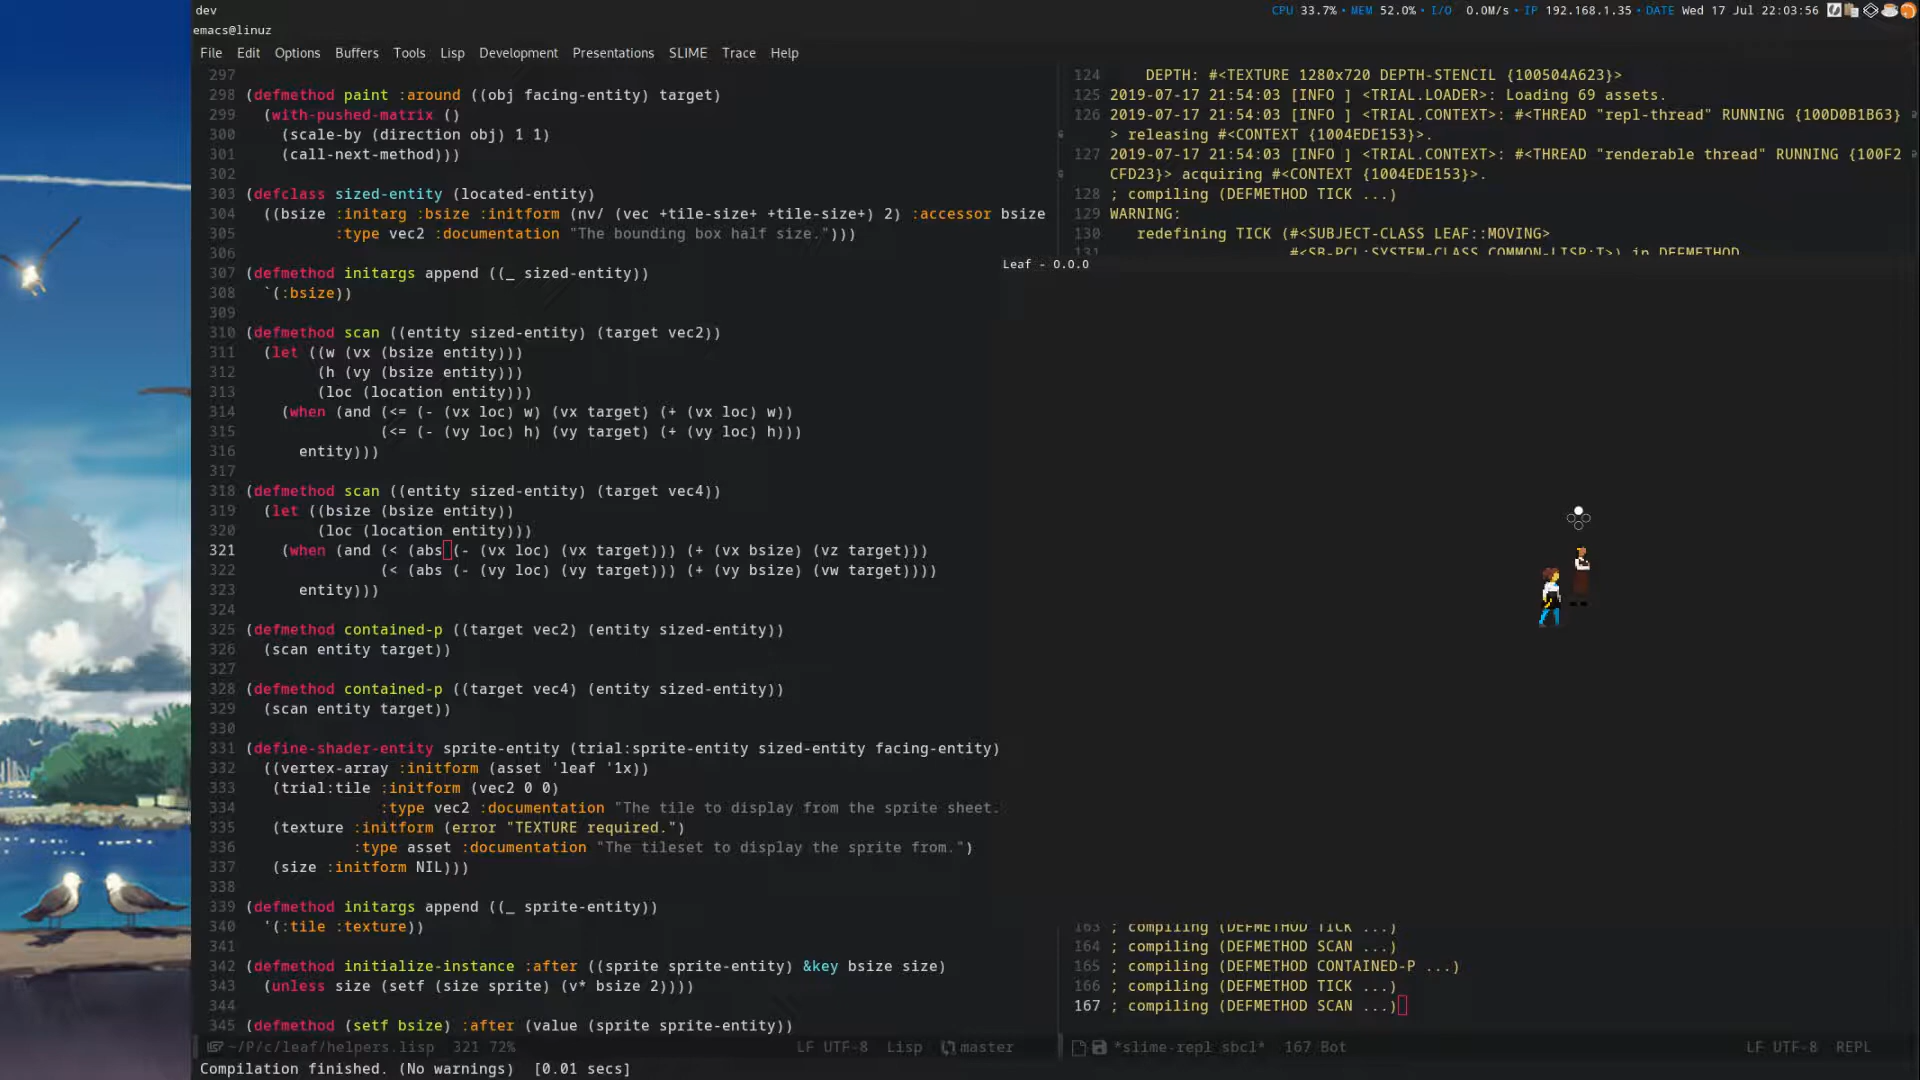 dev
CPU 33.7% • MEM 52.0% • I/O 0.0M/s • IP 192.168.1.35 • DATE Wed 17 Jul 22:03:56
emacs@linuz
File Edit Options Buffers Tools Lisp Development Presentations SLIME Trace Help
297
298 (defmethod paint :around ((obj facing-entity) target)
299 (with-pushed-matrix ()
300 (scale-by (direction obj) 1 1)
301 (call-next-method)))
302
303 (defclass sized-entity (located-entity)
304 ((bsize :initarg :bsize :initform (nv/ (vec +tile-size+ +tile-size+) 2) :accessor bsize
305 :type vec2 :documentation "The bounding box half size.")))
306
307 (defmethod initargs append ((_ sized-entity))
308 `(:bsize))
309
310 (defmethod scan ((entity sized-entity) (target vec2))
311 (let ((w (vx (bsize entity)))
312 (h (vy (bsize entity)))
313 (loc (location entity)))
314 (when (and (<= (- (vx loc) w) (vx target) (+ (vx loc) w))
315 (<= (- (vy loc) h) (vy target) (+ (vy loc) h)))
316 entity)))
317
318 (defmethod scan ((entity sized-entity) (target vec4))
319 (let ((bsize (bsize entity))
320 (loc (location entity)))
321 (when (and (< (abs (- (vx loc) (vx target))) (+ (vx bsize) (vz target)))
322 (< (abs (- (vy loc) (vy target))) (+ (vy bsize) (vw target))))
323 entity)))
324
325 (defmethod contained-p ((target vec2) (entity sized-entity))
326 (scan entity target))
327
328 (defmethod contained-p ((target vec4) (entity sized-entity))
329 (scan entity target))
330
331 (define-shader-entity sprite-entity (trial:sprite-entity sized-entity facing-entity)
332 ((vertex-array :initform (asset 'leaf '1x))
333 (trial:tile :initform (vec2 0 0)
334 :type vec2 :documentation "The tile to display from the sprite sheet.
335 (texture :initform (error "TEXTURE required.")
336 :type asset :documentation "The tileset to display the sprite from.")
337 (size :initform NIL)))
338
339 (defmethod initargs append ((_ sprite-entity))
340 '(:tile :texture))
341
342 (defmethod initialize-instance :after ((sprite sprite-entity) &key bsize size)
343 (unless size (setf (size sprite) (v* bsize 2))))
344
345 (defmethod (setf bsize) :after (value (sprite sprite-entity))
~/P/c/leaf/helpers.lisp 321 72% LF UTF-8 Lisp master
124 DEPTH: #<TEXTURE 1280x720 DEPTH-STENCIL {100504A623}>
125 2019-07-17 21:54:03 [INFO ] <TRIAL.LOADER>: Loading 69 assets.
126 2019-07-17 21:54:03 [INFO ] <TRIAL.CONTEXT>: #<THREAD "repl-thread" RUNNING {100D0B1B63}
> releasing #<CONTEXT {1004EDE153}>.
127 2019-07-17 21:54:03 [INFO ] <TRIAL.CONTEXT>: #<THREAD "renderable thread" RUNNING {100F2
CFD23}> acquiring #<CONTEXT {1004EDE153}>.
128 ; compiling (DEFMETHOD TICK ...)
129 WARNING:
130 redefining TICK (#<SUBJECT-CLASS LEAF::MOVING>
131 #<SB-PCL:SYSTEM-CLASS COMMON-LISP:T>) in DEFMETHOD
Leaf - 0.0.0
163 ; compiling (DEFMETHOD TICK ...)
164 ; compiling (DEFMETHOD SCAN ...)
165 ; compiling (DEFMETHOD CONTAINED-P ...)
166 ; compiling (DEFMETHOD TICK ...)
167 ; compiling (DEFMETHOD SCAN ...)
*slime-repl sbcl* 167 Bot LF UTF-8 REPL
Compilation finished. (No warnings) [0.01 secs]